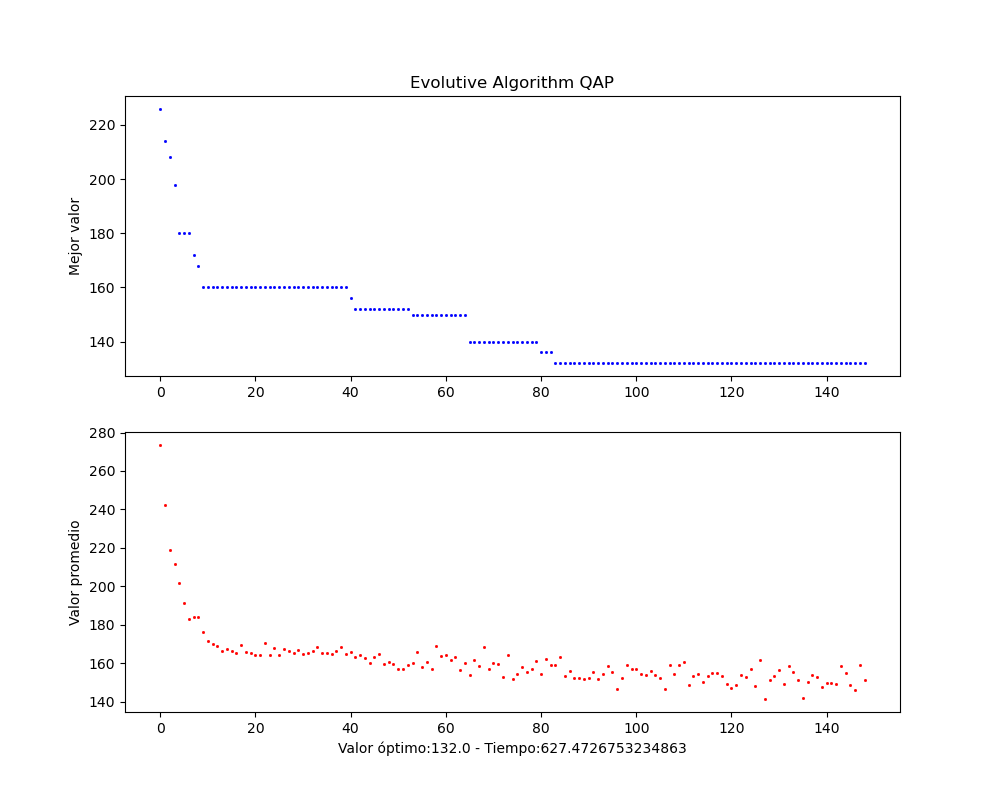 Evolutive Algorithm QAP
Mejor valor
220
200
180
160
140
0 20 40 60 80 100 120 140
Valor promedio
280
260
240
220
200
180
160
140
0 20 40 60 80 100 120 140
Valor óptimo:132.0 - Tiempo:627.4726753234863